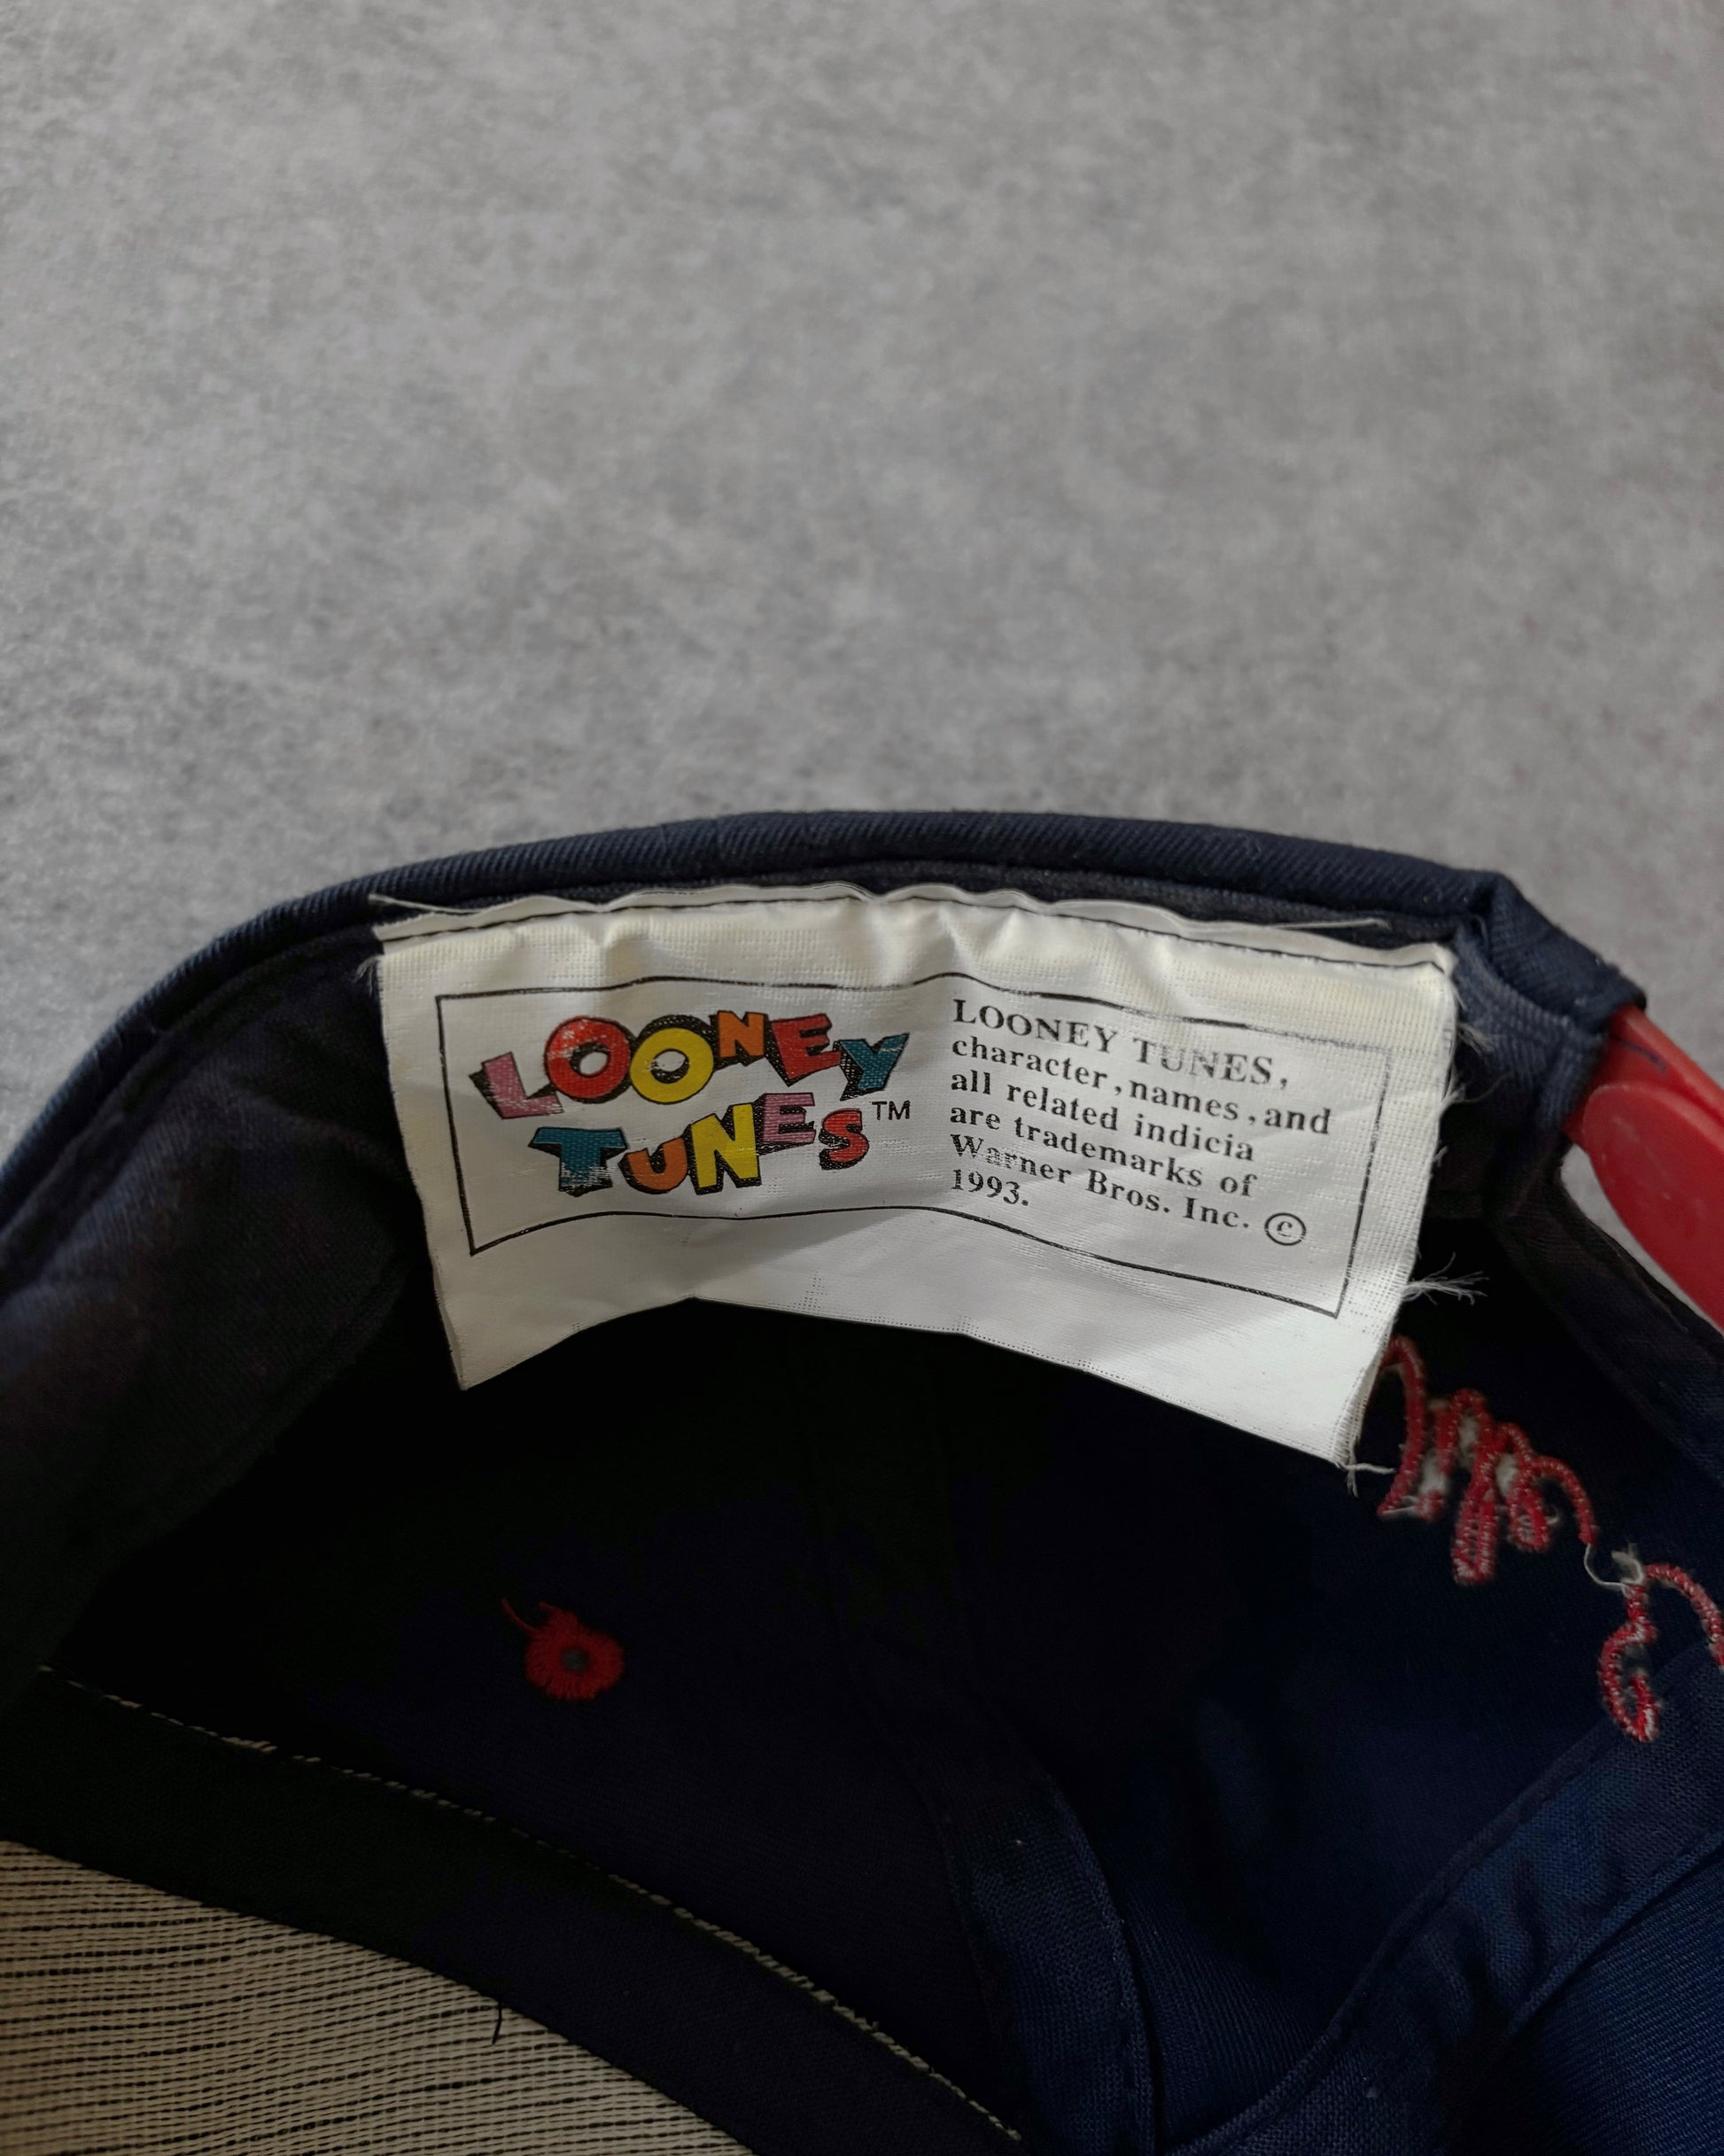 LOONEY
TUNES™
LOONEY TUNES,
character,names,and
all related indicia
are trademarks of
Warner Bros. Inc. ©
1993.